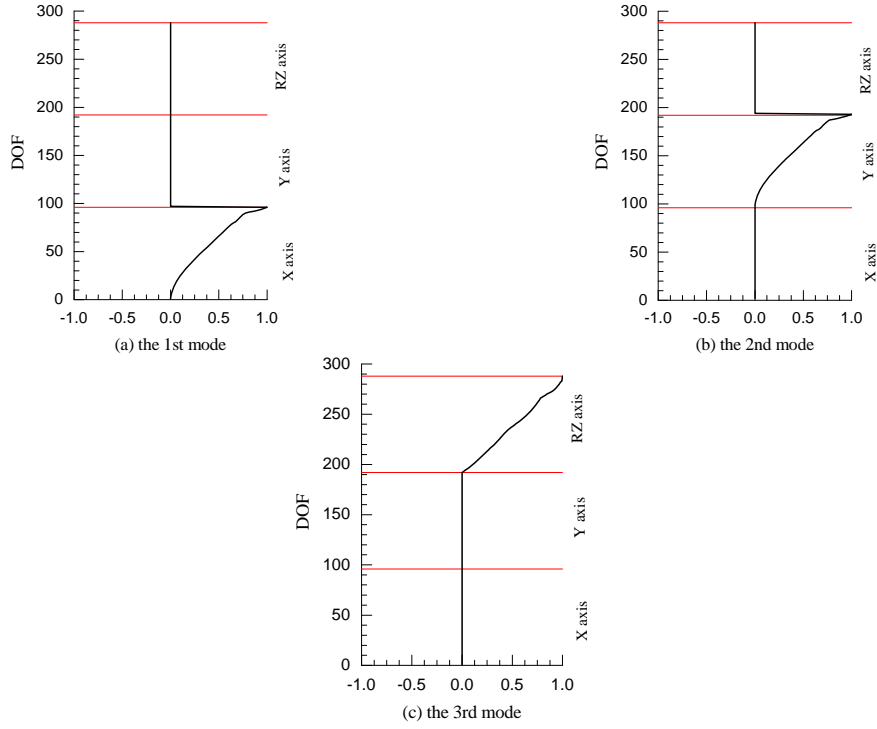 300
250
200
150
100
50
0
DOF
RZ axis
Y axis
X axis
-1.0 -0.5 0.0 0.5 1.0
(a) the 1st mode
300
250
200
150
100
50
0
DOF
RZ axis
Y axis
X axis
-1.0 -0.5 0.0 0.5 1.0
(b) the 2nd mode
300
250
200
150
100
50
0
DOF
RZ axis
Y axis
X axis
-1.0 -0.5 0.0 0.5 1.0
(c) the 3rd mode